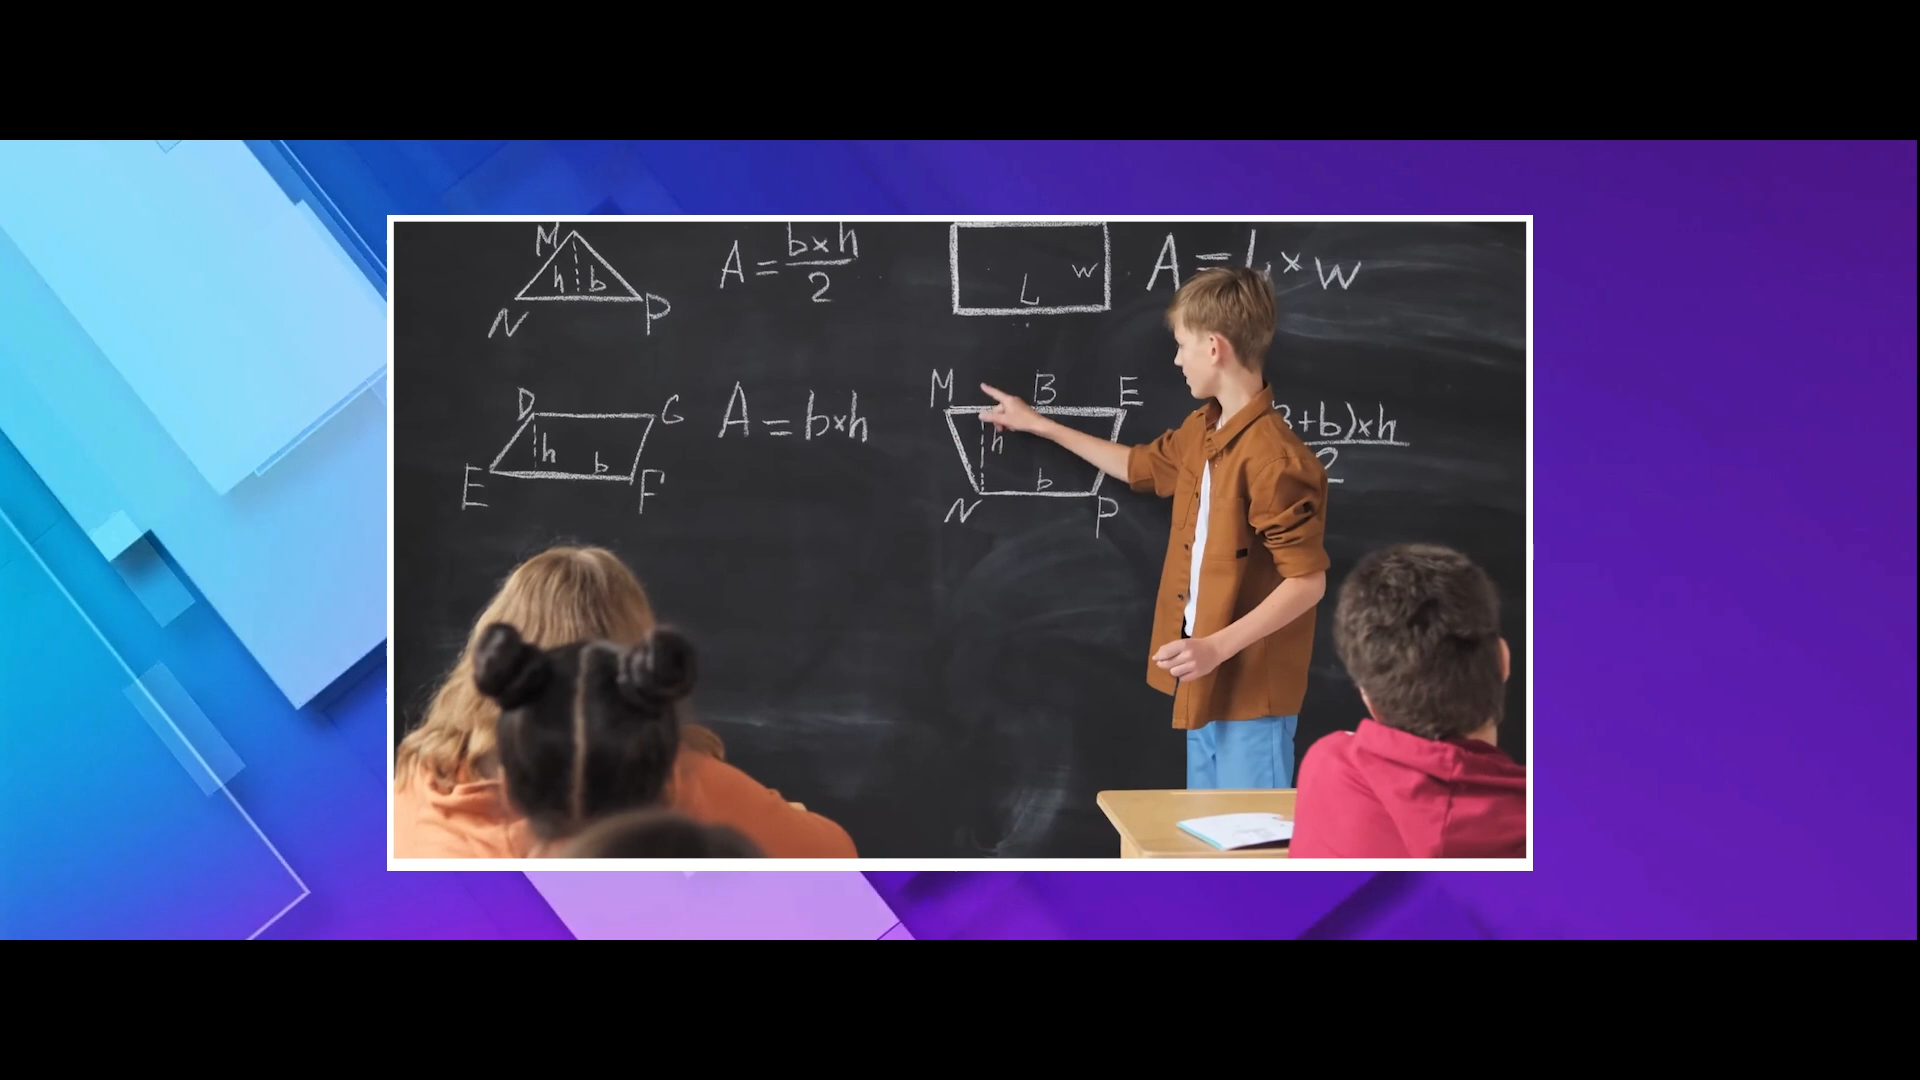 M
h b
N P
A = b×h
2
L w
A = L×w
D G
h b
E F
A = b×h
M B E
h
b
N P
+b)×h
2